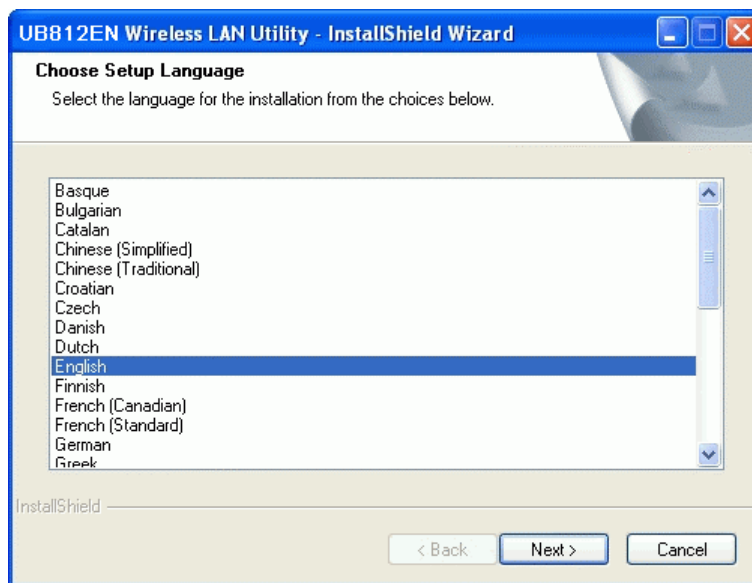 UB812EN Wireless LAN Utility - InstallShield Wizard
Choose Setup Language
Select the language for the installation from the choices below.
Basque
Bulgarian
Catalan
Chinese (Simplified)
Chinese (Traditional)
Croatian
Czech
Danish
Dutch
English
Finnish
French (Canadian)
French (Standard)
German
Greek
InstallShield
< Back
Next >
Cancel